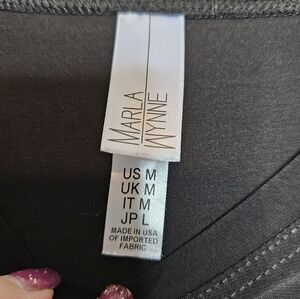 MARLA
WYNNE
US M
UK M
IT M
JP L
MADE IN USA
OF IMPORTED
FABRIC